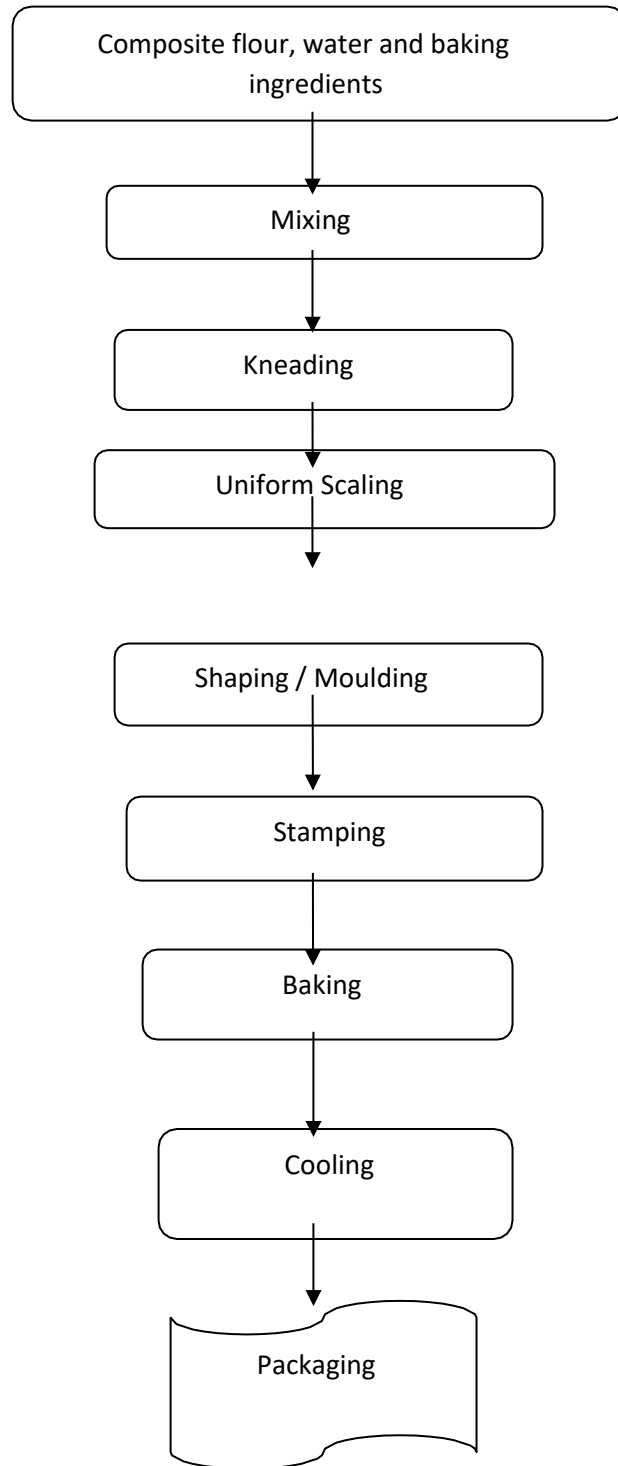 Composite flour, water and baking
ingredients
Mixing
Kneading
Uniform Scaling
Shaping / Moulding
Stamping
Baking
Cooling
Packaging